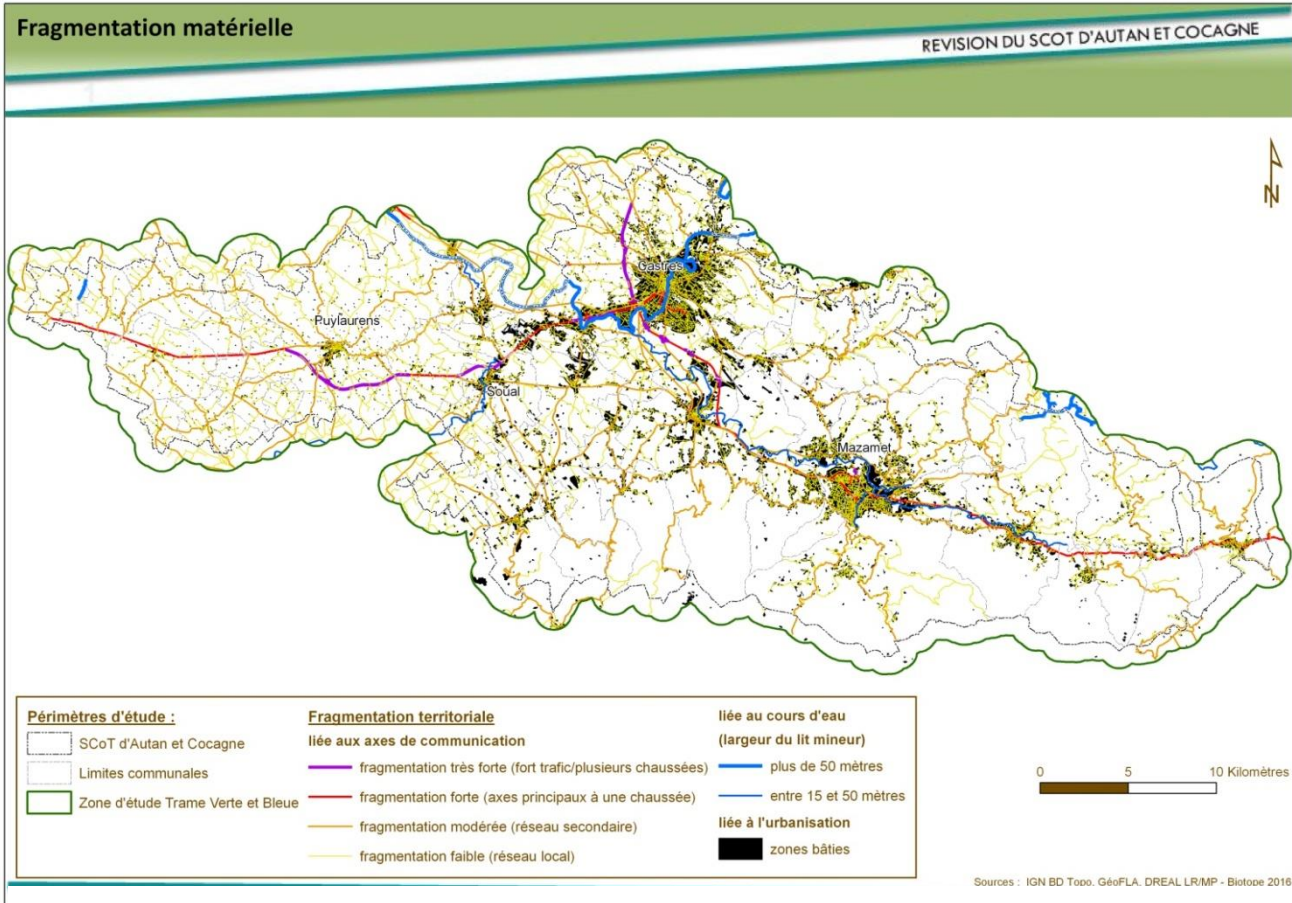 Fragmentation matérielle
REVISION DU SCOT D'AUTAN ET COCAGNE
N
Castres
Puylaurens
Soual
Mazamet
Périmètres d'étude :
SCoT d'Autan et Cocagne
Limites communales
Zone d'étude Trame Verte et Bleue
Fragmentation territoriale
liée aux axes de communication
fragmentation très forte (fort trafic/plusieurs chaussées)
fragmentation forte (axes principaux à une chaussée)
fragmentation modérée (réseau secondaire)
fragmentation faible (réseau local)
liée au cours d'eau
(largeur du lit mineur)
plus de 50 mètres
entre 15 et 50 mètres
liée à l'urbanisation
zones bâties
0 5 10 Kilomètres
Sources : IGN BD Topo, GéoFLA, DREAL LR/MP - Biotope 2016